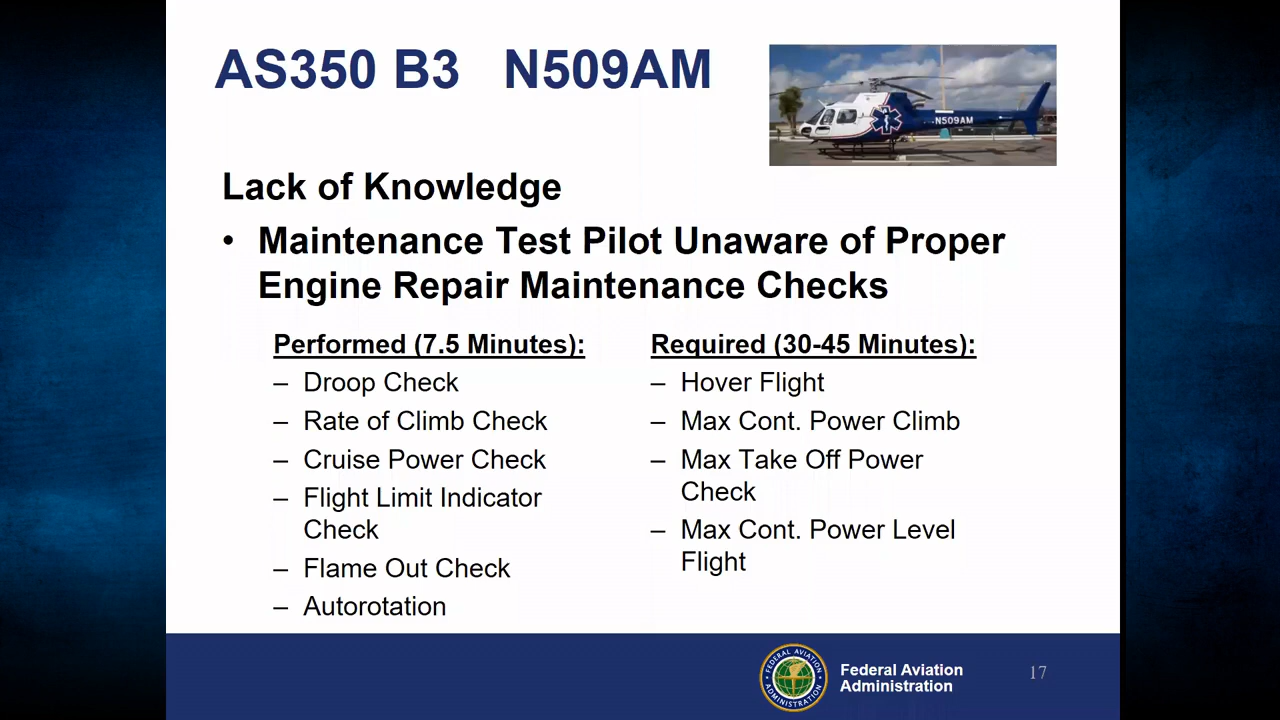 AS350 B3 N509AM
N509AM
Lack of Knowledge
• Maintenance Test Pilot Unaware of Proper
Engine Repair Maintenance Checks
Performed (7.5 Minutes):
– Droop Check
– Rate of Climb Check
– Cruise Power Check
– Flight Limit Indicator
Check
– Flame Out Check
– Autorotation
Required (30-45 Minutes):
– Hover Flight
– Max Cont. Power Climb
– Max Take Off Power
Check
– Max Cont. Power Level
Flight
FEDERAL AVIATION
ADMINISTRATION
Federal Aviation
Administration
17